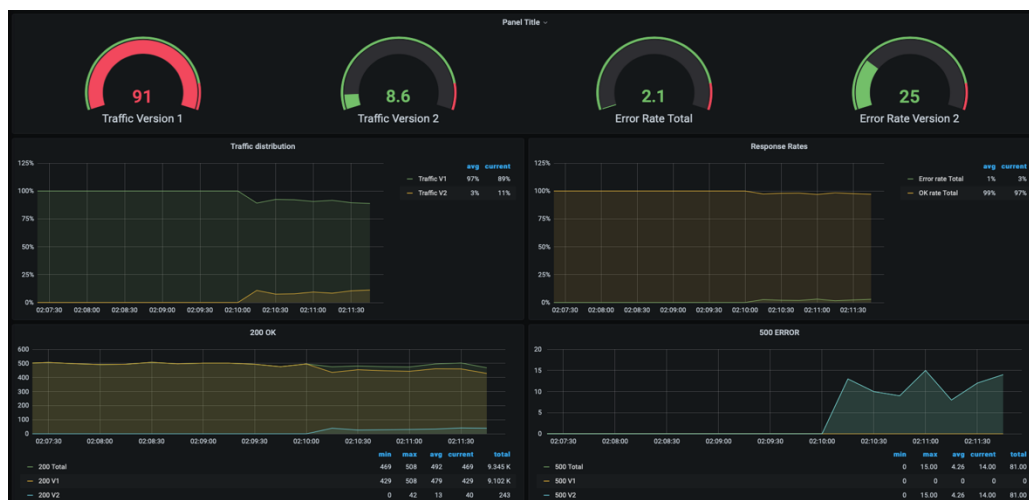 Panel Title
91
Traffic Version 1
8.6
Traffic Version 2
2.1
Error Rate Total
25
Error Rate Version 2
Traffic distribution
125%
100%
75%
50%
25%
0%
02:07:30 02:08:00 02:08:30 02:09:00 02:09:30 02:10:00 02:10:30 02:11:00 02:11:30
avg current
Traffic V1 97% 89%
Traffic V2 3% 11%
Response Rates
125%
100%
75%
50%
25%
0%
02:07:30 02:08:00 02:08:30 02:09:00 02:09:30 02:10:00 02:10:30 02:11:00 02:11:30
avg current
Error rate Total 1% 3%
OK rate Total 99% 97%
200 OK
600
500
400
300
200
100
0
02:07:30 02:08:00 02:08:30 02:09:00 02:09:30 02:10:00 02:10:30 02:11:00 02:11:30
min max avg current total
200 Total 469 508 492 469 9.345 K
200 V1 429 508 479 429 9.102 K
200 V2 0 42 13 40 243
500 ERROR
20
15
10
5
0
02:07:30 02:08:00 02:08:30 02:09:00 02:09:30 02:10:00 02:10:30 02:11:00 02:11:30
min max avg current total
500 Total 0 15.00 4.26 14.00 81.00
500 V1 0 0 0 0 0
500 V2 0 15.00 4.26 14.00 81.00